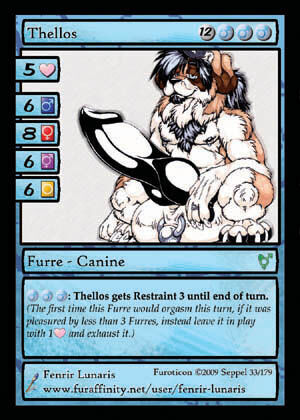 Thellos 12
5
6
8
6
6
Furre - Canine
: Thellos gets Restraint 3 until end of turn.
(The first time this Furre would orgasm this turn, if it was
pleasured by less than 3 Furres, instead leave it in play
with 1 and exhaust it.)
Fenrir Lunaris Furoticon ©2009 Seppel 33/179
www.furaffinity.net/user/fenrir-lunaris